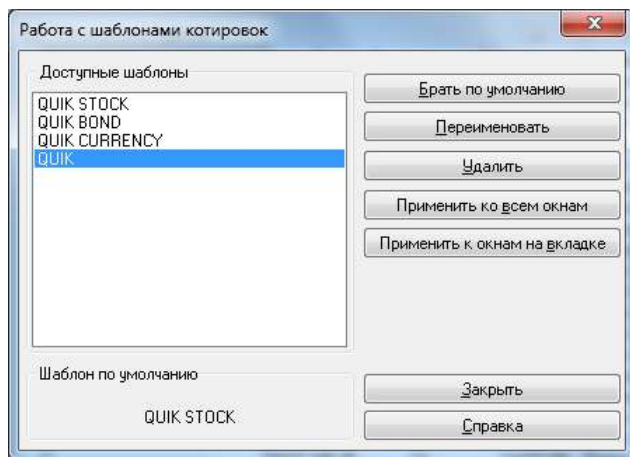 Работа с шаблонами котировок
Доступные шаблоны
QUIK STOCK
QUIK BOND
QUIK CURRENCY
QUIK
Брать по умолчанию
Переименовать
Удалить
Применить ко всем окнам
Применить к окнам на вкладке
Шаблон по умолчанию
QUIK STOCK
Закрыть
Справка